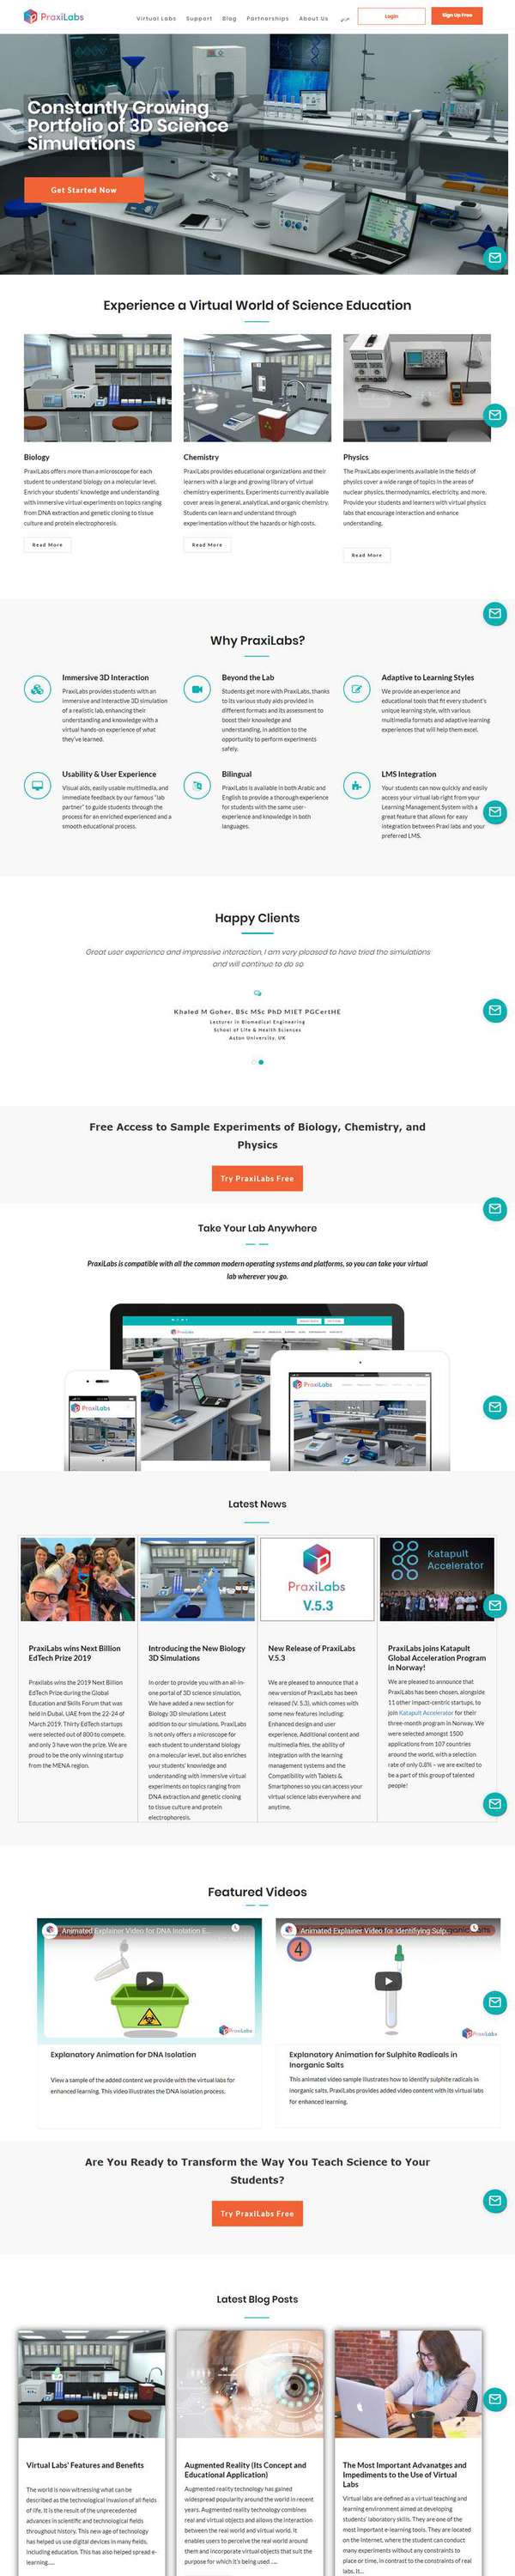 PraxiLabs
Virtual Labs Support Blog Partnerships About Us عربي Login Sign Up Free
Constantly Growing
Portfolio of 3D Science
Simulations
Get Started Now
Experience a Virtual World of Science Education
Biology
PraxiLabs offers more than a microscope for each
student to understand biology on a molecular level.
Enrich your students' knowledge and understanding
with immersive virtual experiments on topics ranging
from DNA extraction and genetic cloning to tissue
culture and protein electrophoresis.
Read More
Chemistry
PraxiLabs provides educational organizations and their
learners with a large and growing library of virtual
chemistry experiments. Experiments currently available
cover areas in general, analytical, and organic chemistry.
Students can learn and understand through
experimentation without the hazards or high costs.
Read More
Physics
The PraxiLabs experiments available in the fields of
physics cover a wide range of topics in the areas of
nuclear physics, thermodynamics, electricity, and more.
Provide your students and learners with virtual physics
labs that encourage interaction and enhance
understanding.
Read More
Why PraxiLabs?
Immersive 3D Interaction
PraxiLabs provides students with an
immersive and interactive 3D simulation
of a realistic lab, enhancing their
understanding and knowledge with a
virtual hands-on experience of what
they've learned.
Beyond the Lab
Students get more with PraxiLabs, thanks
to its various study aids provided in
different formats and its assessment to
boost their knowledge and
understanding, in addition to the
opportunity to perform experiments
safely.
Adaptive to Learning Styles
We provide an experience and
educational tools that fit every student's
unique learning style, with various
multimedia formats and adaptive learning
experiences that will help them excel.
Usability & User Experience
Visual aids, easily usable multimedia, and
immediate feedback by our famous "lab
partner" to guide students through the
process for an enriched experienced and a
smooth educational process.
Bilingual
PraxiLabs is available in both Arabic and
English to provide a thorough experience
for students with the same user-
experience and knowledge in both
languages.
LMS Integration
Your students can now quickly and easily
access your virtual lab right from your
Learning Management System with a
great feature that allows for easy
integration between Praxi labs and your
preferred LMS.
Happy Clients
Great user experience and impressive interaction, I am very pleased to have tried the simulations
and will continue to do so
Khaled M Goher, BSc MSc PhD MIET PGCertHE
Lecturer in Biomedical Engineering
School of Life & Health Sciences
Aston University, UK
Free Access to Sample Experiments of Biology, Chemistry, and
Physics
Try PraxiLabs Free
Take Your Lab Anywhere
PraxiLabs is compatible with all the common modern operating systems and platforms, so you can take your virtual
lab wherever you go.
PraxiLabs
PraxiLabs
PraxiLabs
Latest News
PraxiLabs
V.5.3
Katapult
Accelerator
PraxiLabs wins Next Billion
EdTech Prize 2019
Praxilabs wins the 2019 Next Billion
EdTech Prize during the Global
Education and Skills Forum that was
held in Dubai, UAE from the 22-24 of
March 2019. Thirty EdTech startups
were selected out of 800 to compete,
and only 3 have won the prize. We are
proud to be the only winning startup
from the MENA region.
Introducing the New Biology
3D Simulations
In order to provide you with an all-in-
one portal of 3D science simulation,
We have added a new section for
Biology 3D simulations Latest
addition to our simulations. PraxiLabs
is not only offers a microscope for
each student to understand biology
on a molecular level, but also enriches
your students' knowledge and
understanding with immersive virtual
experiments on topics ranging from
DNA extraction and genetic cloning
to tissue culture and protein
electrophoresis.
New Release of PraxiLabs
V.5.3
We are pleased to announce that a
new version of PraxiLabs has been
released (V. 5.3), which comes with
some new features including:
Enhanced design and user
experience, Additional content and
multimedia files, the ability of
integration with the learning
management systems and the
Compatibility with Tablets &
Smartphones so you can access your
virtual science labs everywhere and
anytime.
PraxiLabs joins Katapult
Global Acceleration Program
in Norway!
We are pleased to announce that
PraxiLabs has been chosen, alongside
11 other impact-centric startups, to
join Katapult Accelerator for their
three-month program in Norway. We
were selected amongst 1500
applications from 107 countries
around the world, with a selection
rate of only 0.8% – we are excited to
be a part of this group of talented
people!
Featured Videos
Animated Explainer Video for DNA Isolation E...
PraxiLabs
Explanatory Animation for DNA Isolation
View a sample of the added content we provide with the virtual labs for
enhanced learning. This video illustrates the DNA isolation process.
Animated Explainer Video for Identifiying Sulp...
4
PraxiLabs
Explanatory Animation for Sulphite Radicals in
Inorganic Salts
This animated video sample illustrates how to identify sulphite radicals in
inorganic salts. PraxiLabs provides added video content with its virtual labs
for enhanced learning.
Are You Ready to Transform the Way You Teach Science to Your
Students?
Try PraxiLabs Free
Latest Blog Posts
Virtual Labs' Features and Benefits
The world is now witnessing what can be
described as the technological invasion of all fields
of life. It is the result of the unprecedented
advances in scientific and technological fields
throughout history. This new age of technology
has helped us use digital devices in many fields,
including education. This has also helped spread e-
learning....
Augmented Reality (Its Concept and
Educational Application)
Augmented reality technology has gained
widespread popularity around the world in recent
years. Augmented reality technology combines
real and virtual objects and allows the interaction
between the real world and virtual world. It
enables users to perceive the real world around
them and incorporate virtual objects that suit the
purpose for which it's being used ....
The Most Important Advanatges and
Impediments to the Use of Virtual
Labs
Virtual labs are defined as a virtual teaching and
learning environment aimed at developing
students' laboratory skills. They are one of the
most important e-learning tools. They are located
on the Internet, where the student can conduct
many experiments without any constraints to
place or time, in contrast to the constraints of real
labs. It...